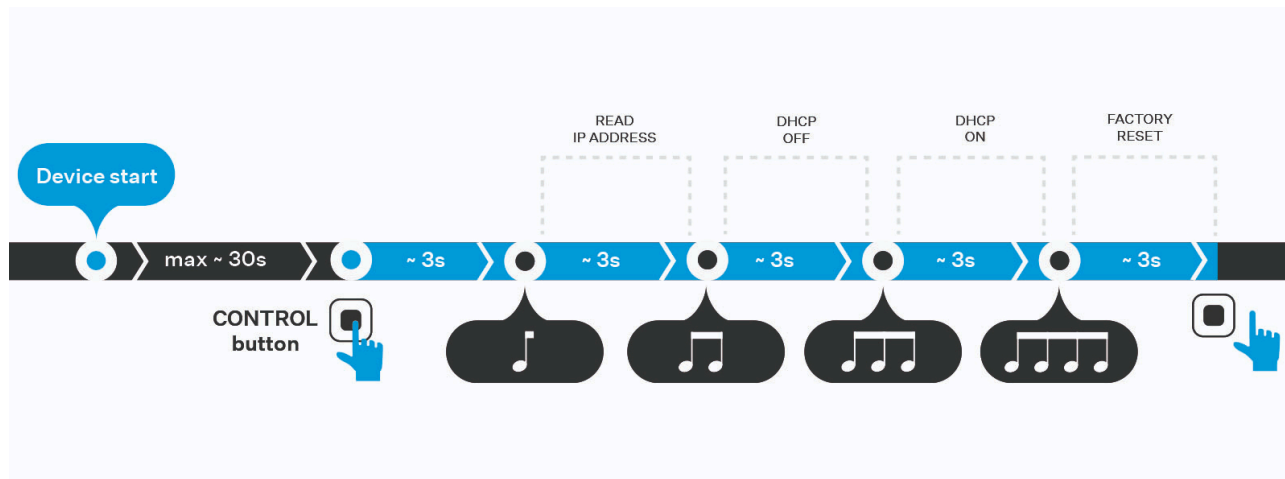 READ
IP ADDRESS
DHCP
OFF
DHCP
ON
FACTORY
RESET
Device start
max ~ 30s
~ 3s
~ 3s
~ 3s
~ 3s
~ 3s
CONTROL
button